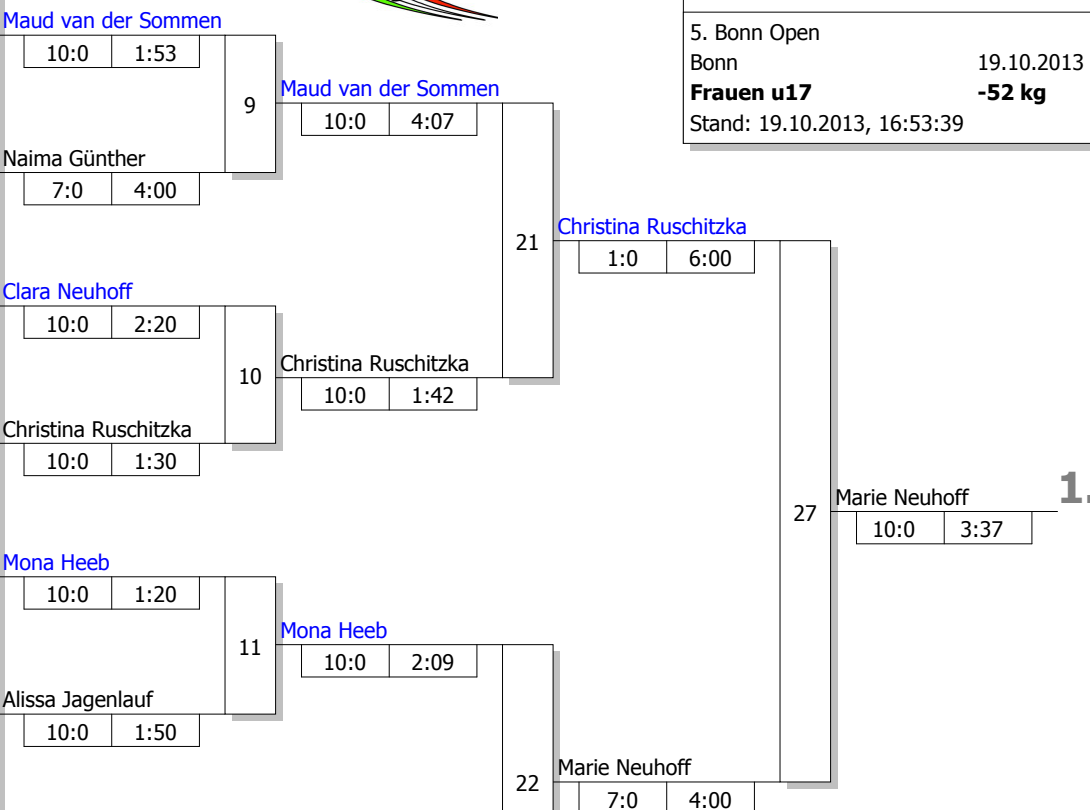 5. Bonn Open
Bonn 19.10.2013
Frauen u17 -52 kg
Stand: 19.10.2013, 16:53:39
Maud van der Sommen
10:0 1:53
9
Naima Günther
7:0 4:00
Maud van der Sommen
10:0 4:07
Clara Neuhoff
10:0 2:20
10
Christina Ruschitzka
10:0 1:30
Christina Ruschitzka
10:0 1:42
21
Christina Ruschitzka
1:0 6:00
Mona Heeb
10:0 1:20
11
Alissa Jagenlauf
10:0 1:50
Mona Heeb
10:0 2:09
22
Marie Neuhoff
7:0 4:00
27
Marie Neuhoff
10:0 3:37
1.